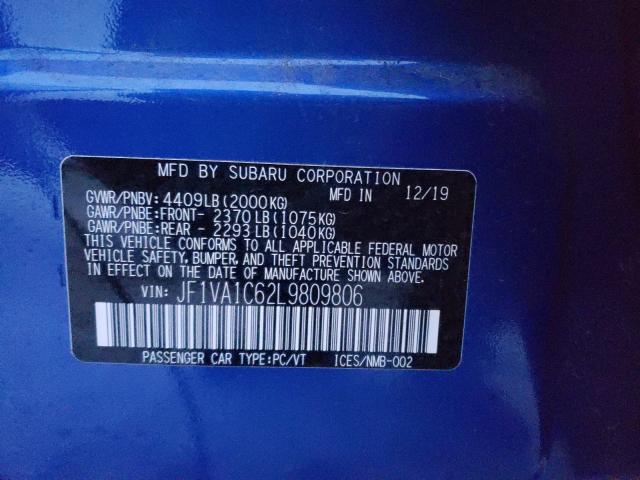 MFD BY SUBARU CORPORATION
GVWR/PNBV: 4409LB(2000KG) MFD IN 12/19
GAWR/PNBE:FRONT- 2370LB(1075KG)
GAWR/PNBE:REAR - 2293LB(1040KG)
THIS VEHICLE CONFORMS TO ALL APPLICABLE FEDERAL MOTOR
VEHICLE SAFETY, BUMPER, AND THEFT PREVENTION STANDARDS
IN EFFECT ON THE DATE OF MANUFACTURE SHOWN ABOVE.
VIN: JF1VA1C62L9809806
PASSENGER CAR TYPE:PC/VT ICES/NMB-002